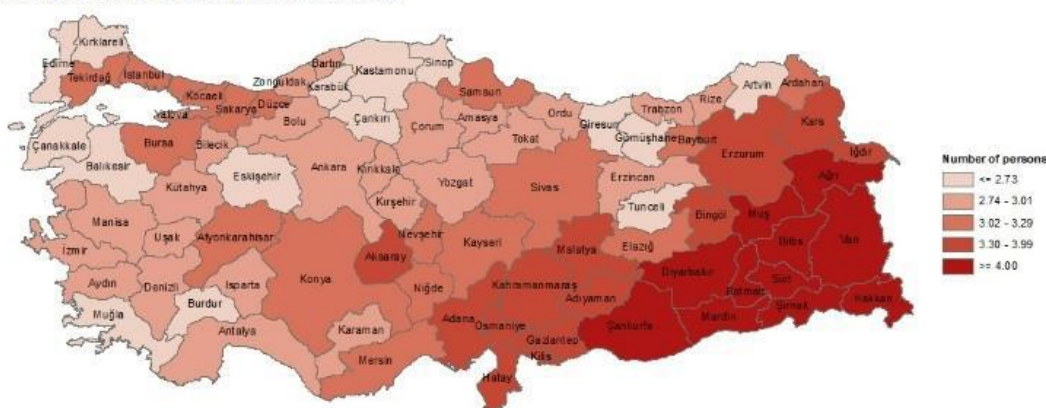 Kırklareli
Edirne
Tekirdağ
İstanbul
Kocaeli
Yalova
Sakarya
Düzce
Zonguldak
Bartın
Karabük
Kastamonu
Sinop
Samsun
Ordu
Giresun
Trabzon
Rize
Artvin
Ardahan
Çanakkale
Balıkesir
Bursa
Bilecik
Bolu
Çankırı
Çorum
Amasya
Tokat
Gümüşhane
Bayburt
Erzurum
Kars
Iğdır
Kütahya
Eskişehir
Ankara
Kırıkkale
Yozgat
Sivas
Erzincan
Tunceli
Bingöl
Muş
Ağrı
Manisa
Uşak
Afyonkarahisar
Kırşehir
Nevşehir
Kayseri
Malatya
Elazığ
Bitlis
Van
İzmir
Aydın
Denizli
Isparta
Konya
Aksaray
Niğde
Kahramanmaraş
Adıyaman
Diyarbakır
Batman
Siirt
Şırnak
Hakkari
Muğla
Burdur
Antalya
Karaman
Mersin
Adana
Osmaniye
Gaziantep
Kilis
Hatay
Şanlıurfa
Mardin
Number of persons
<= 2.73
2.74 - 3.01
3.02 - 3.29
3.30 - 3.99
>= 4.00